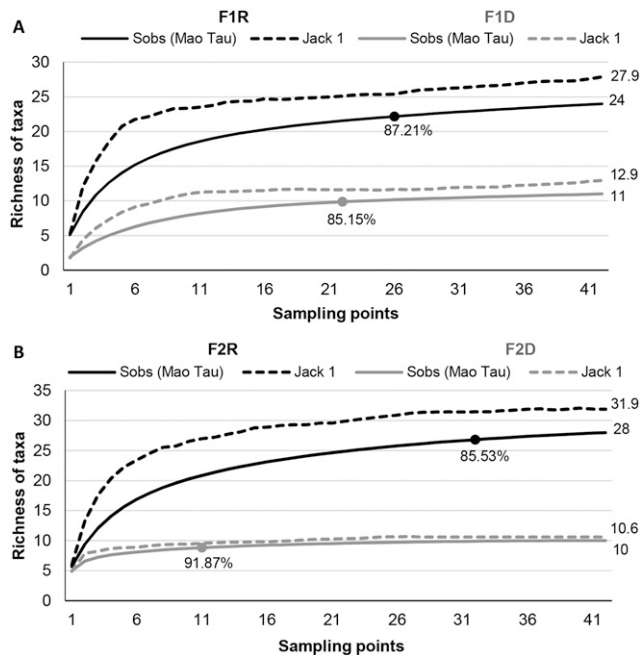 A
F1R F1D
Sobs (Mao Tau) Jack 1 Sobs (Mao Tau) Jack 1
Richness of taxa
30
25
20
15
10
5
0
27.9
24
87.21%
12.9
11
85.15%
1 6 11 16 21 26 31 36 41
Sampling points
B
F2R F2D
Sobs (Mao Tau) Jack 1 Sobs (Mao Tau) Jack 1
Richness of taxa
35
30
25
20
15
10
5
0
31.9
28
85.53%
10.6
10
91.87%
1 6 11 16 21 26 31 36 41
Sampling points